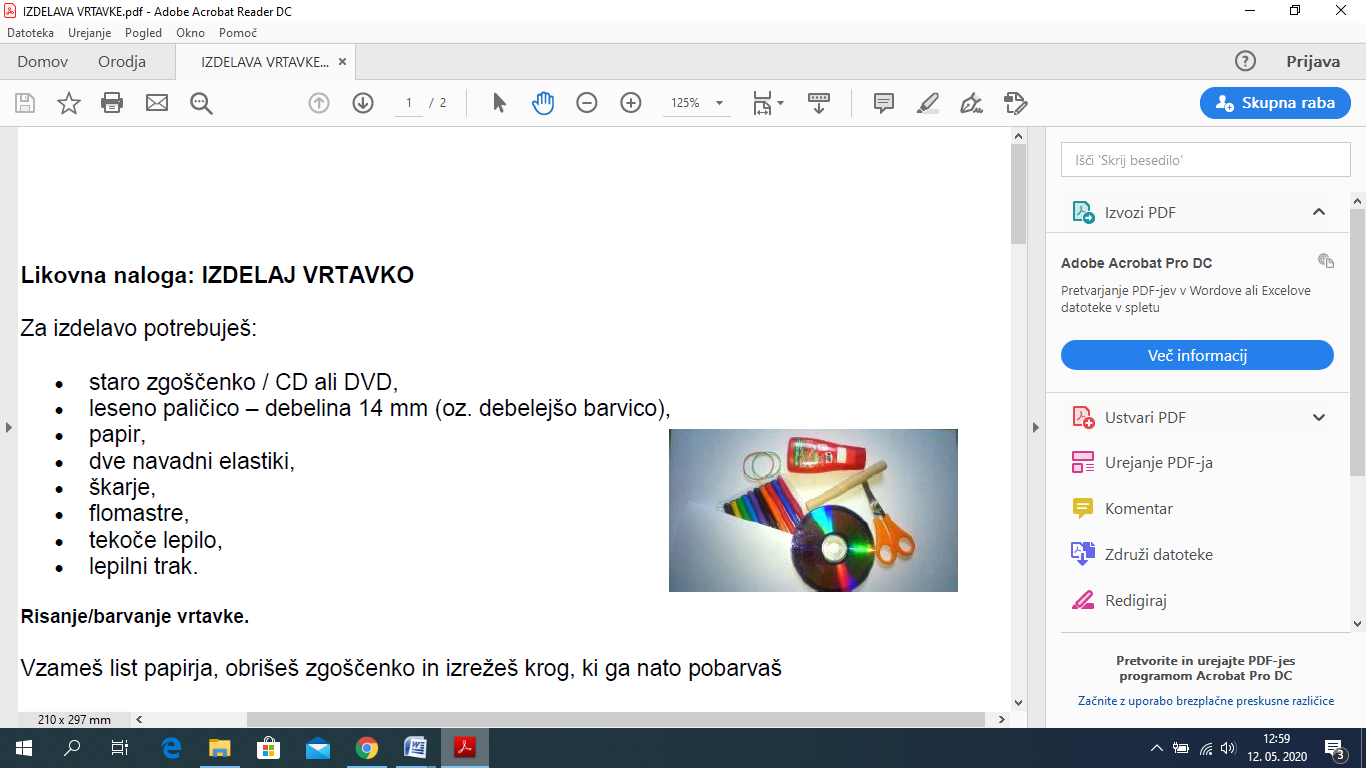 IZDELAVA VRTAVKE.pdf - Adobe Acrobat Reader DC
Datoteka Urejanje Pogled Okno Pomoč
Domov Orodja IZDELAVA VRTAVKE... × ? Prijava
1 / 2 125% Skupna raba
Likovna naloga: IZDELAJ VRTAVKO
Za izdelavo potrebuješ:
• staro zgoščenko / CD ali DVD,
• leseno paličico – debelina 14 mm (oz. debelejšo barvico),
• papir,
• dve navadni elastiki,
• škarje,
• flomastre,
• tekoče lepilo,
• lepilni trak.
Risanje/barvanje vrtavke.
Vzameš list papirja, obrišeš zgoščenko in izrežeš krog, ki ga nato pobarvaš
210 x 297 mm
Išči 'Skrij besedilo'
Izvozi PDF
Adobe Acrobat Pro DC
Pretvarjanje PDF-jev v Wordove ali Excelove
datoteke v spletu
Več informacij
Ustvari PDF
Urejanje PDF-ja
Komentar
Združi datoteke
Redigiraj
Pretvorite in urejajte PDF-jes
programom Acrobat Pro DC
Začnite z uporabo brezplačne preskusne različice
12:59
12. 05. 2020
3